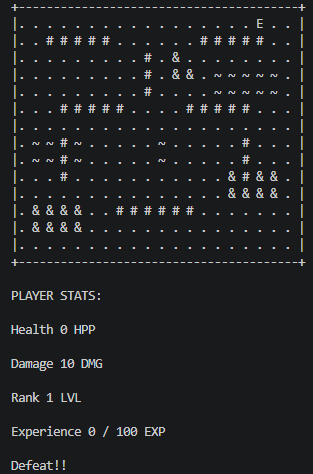 +---------------------------------------+
|. . . . . . . . . . . . . . . . . E . .|
|. . # # # # # . . . . . . # # # # # . .|
|. . . . . . . . . # . & . . . . . . . .|
|. . . . . . . . . # . & & . ~ ~ ~ ~ ~ .|
|. . . . . . . . . # . . . . ~ ~ ~ ~ ~ .|
|. . . # # # # # . . . . # # # # # . . .|
|. . . . . . . . . . . . . . . . . . . .|
|. ~ ~ # ~ . . . . . ~ . . . . . # . . .|
|. ~ ~ # ~ . . . . . ~ . . . . . # . . .|
|. . . # . . . . . . . . . . . & # & & .|
|. . . . . . . . . . . . . . . & & & & .|
|. & & & & . . # # # # # # . . . . . . .|
|. & & & & . . . . . . . . . . . . . . .|
|. . . . . . . . . . . . . . . . . . . .|
+---------------------------------------+
PLAYER STATS:
Health 0 HPP
Damage 10 DMG
Rank 1 LVL
Experience 0 / 100 EXP
Defeat!!